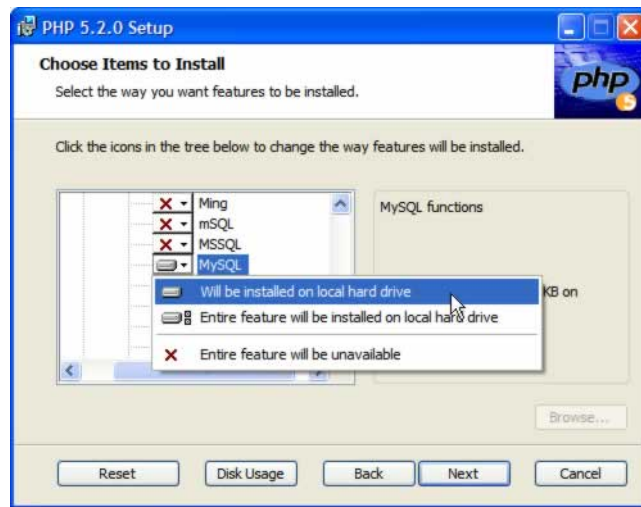 PHP 5.2.0 Setup
Choose Items to Install
Select the way you want features to be installed.
php
5
Click the icons in the tree below to change the way features will be installed.
Ming
mSQL
MSSQL
MySQL
MySQL functions
Will be installed on local hard drive
KB on
Entire feature will be installed on local hard drive
Entire feature will be unavailable
Browse...
Reset
Disk Usage
Back
Next
Cancel